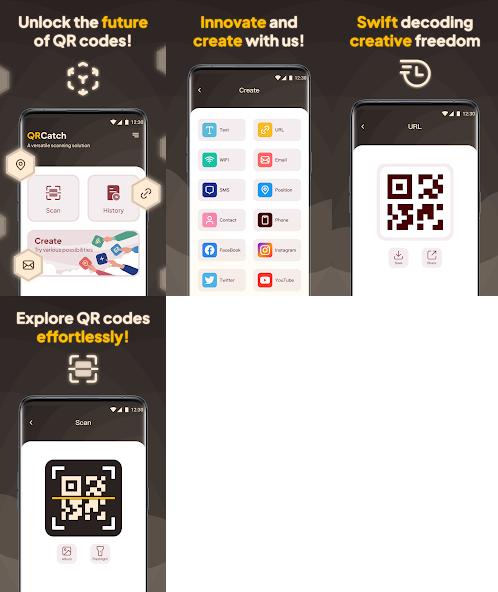 Unlock the future
of QR codes!
12:30
QRCatch
A versatile scanning solution
Scan
History
Create
Try various possibilities
Innovate and
create with us!
12:30
Create
Text
URL
WIFI
Email
SMS
Position
Contact
Phone
FaceBook
Instagram
Twitter
YouTube
Swift decoding
creative freedom
12:30
URL
Save
Share
Explore QR codes
effortlessly!
12:30
Scan
Album
Flashlight